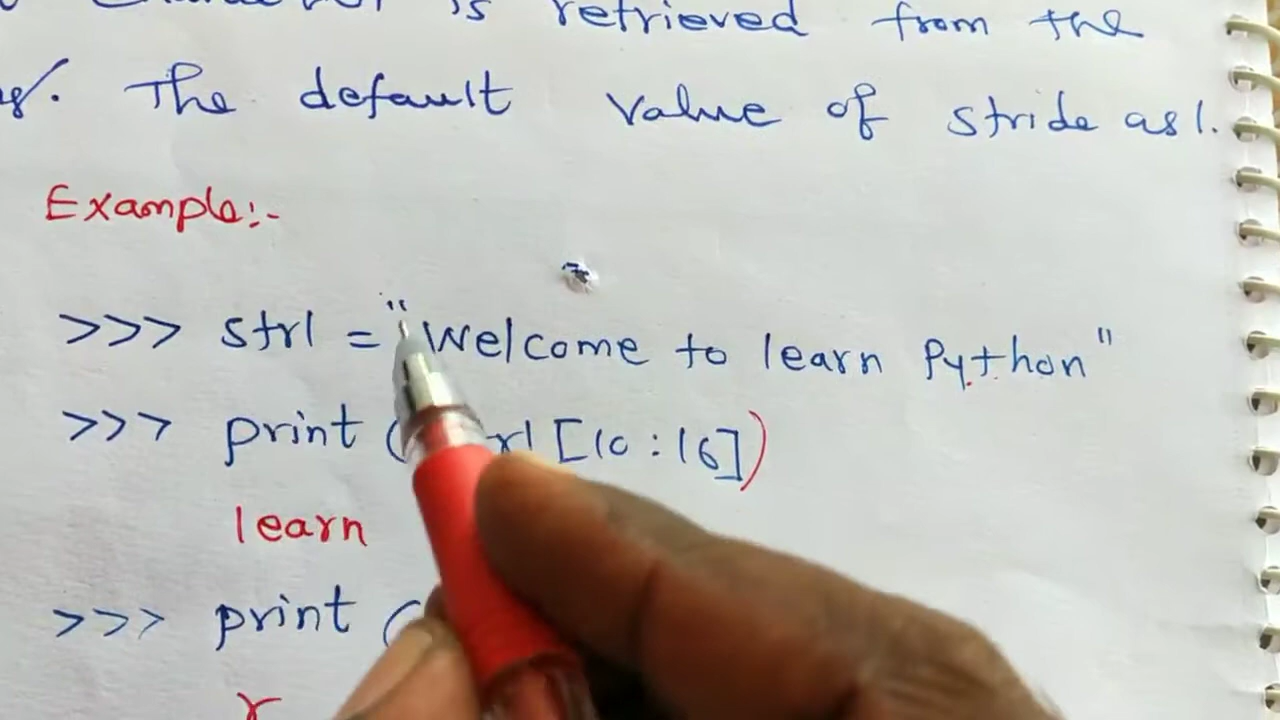 is retrieved from the
The default value of stride as 1.
Example:-
>>> str1 = "Welcome to learn Python"
>>> print ( [10:16])
learn
>>> print (
r